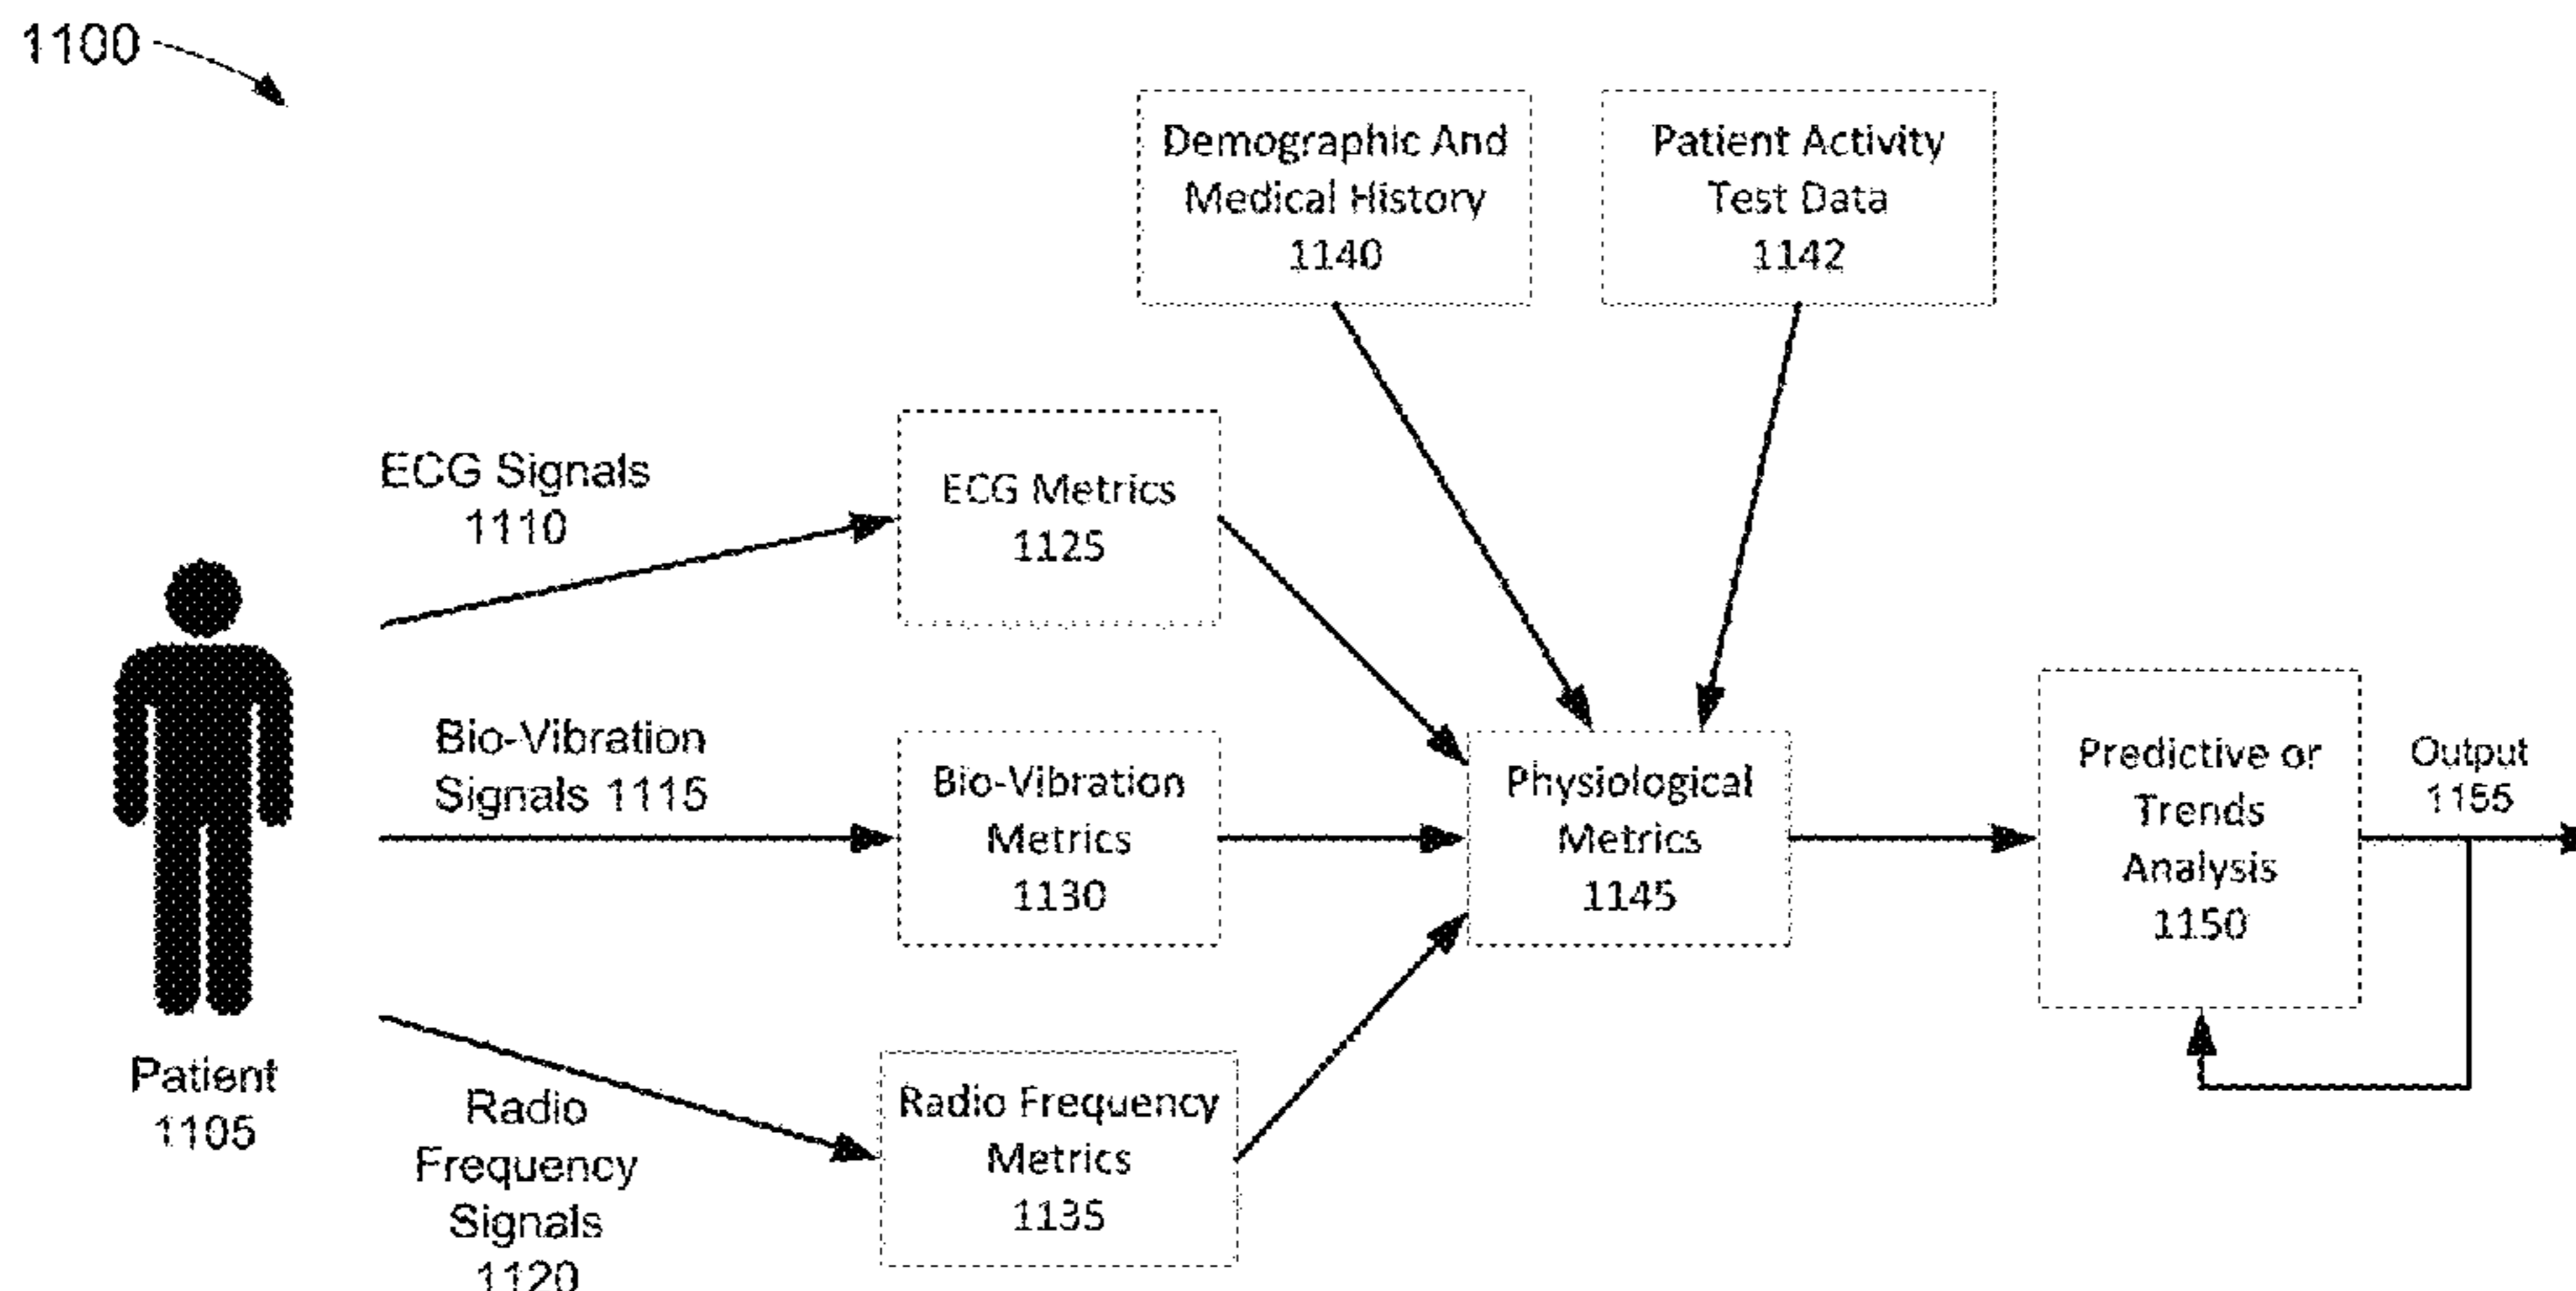 1100
Demographic And
Medical History
1140
Patient Activity
Test Data
1142
ECG Signals
1110
ECG Metrics
1125
Bio-Vibration
Signals 1115
Bio-Vibration
Metrics
1130
Physiological
Metrics
1145
Predictive or
Trends
Analysis
1150
Output
1155
Patient
1105
Radio
Frequency
Signals
1120
Radio Frequency
Metrics
1135